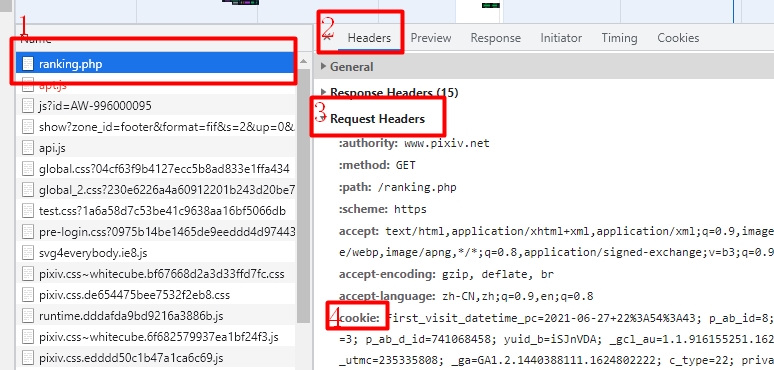 1
2
Name
Headers
Preview
Response
Initiator
Timing
Cookies
ranking.php
General
apt.js
Response Headers (15)
js?id=AW-996000095
3
Request Headers
show?zone_id=footer&format=fif&s=2&up=0&
:authority: www.pixiv.net
api.js
:method: GET
global.css?04cf63f9b4127ecc5b8ad833e1ffa434
:path: /ranking.php
global_2.css?230e6226a4a60912201b243d20be7
:scheme: https
test.css?1a6a58d7c53be41c9638aa16bf5066db
accept: text/html,application/xhtml+xml,application/xml;q=0.9,image
pre-login.css?0975b14be1465de9eeddd4d97443
e/webp,image/apng,*/*;q=0.8,application/signed-exchange;v=b3;q=0.9
svg4everybody.ie8.js
accept-encoding: gzip, deflate, br
pixiv.css~whitecube.bf67668d2a3d33ffd7fc.css
accept-language: zh-CN,zh;q=0.9,en;q=0.8
pixiv.css.de654475bee7532f2eb8.css
4
cookie: first_visit_datetime_pc=2021-06-27+22%3A54%3A43; p_ab_id=8;
runtime.dddafda9bd9216a3886b.js
=3; p_ab_d_id=741068458; yuid_b=iSJnVDA; _gcl_au=1.1.916155251.162
pixiv.css~whitecube.6f682579937ea1bf24f3.js
_utmc=235335808; _ga=GA1.2.1440388111.1624802222; c_type=22; privat
pixiv.css.edddd50c1b47a1ca6c69.js